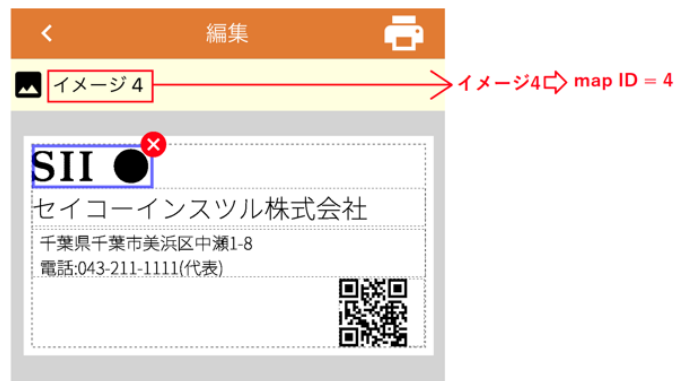 編集
イメージ 4
イメージ4⇨ map ID = 4
SII ●
セイコーインスツル株式会社
千葉県千葉市美浜区中瀬1-8
電話:043-211-1111(代表)